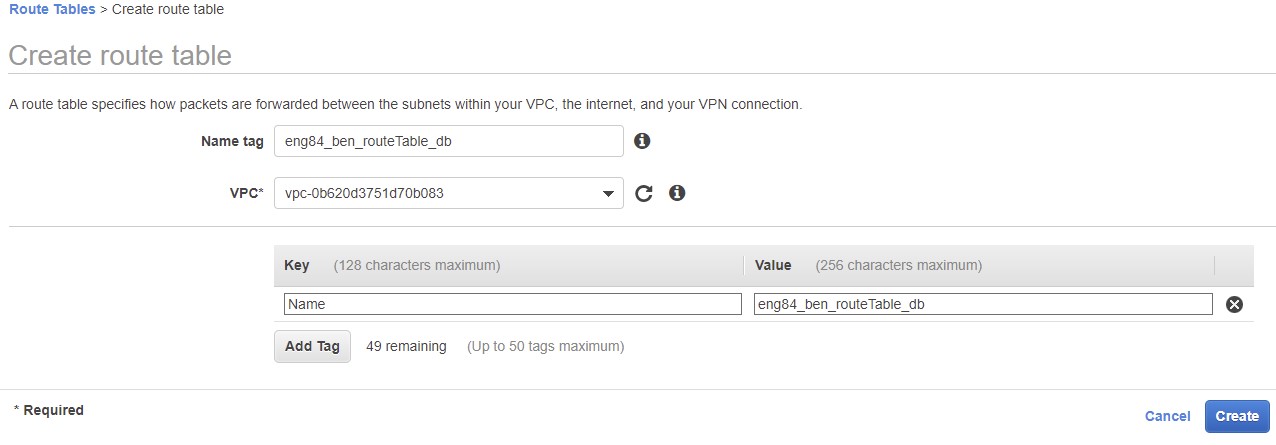 Route Tables > Create route table
Create route table
A route table specifies how packets are forwarded between the subnets within your VPC, the internet, and your VPN connection.
Name tag eng84_ben_routeTable_db
VPC* vpc-0b620d3751d70b083
Key (128 characters maximum) Value (256 characters maximum)
Name eng84_ben_routeTable_db
Add Tag 49 remaining (Up to 50 tags maximum)
* Required Cancel Create